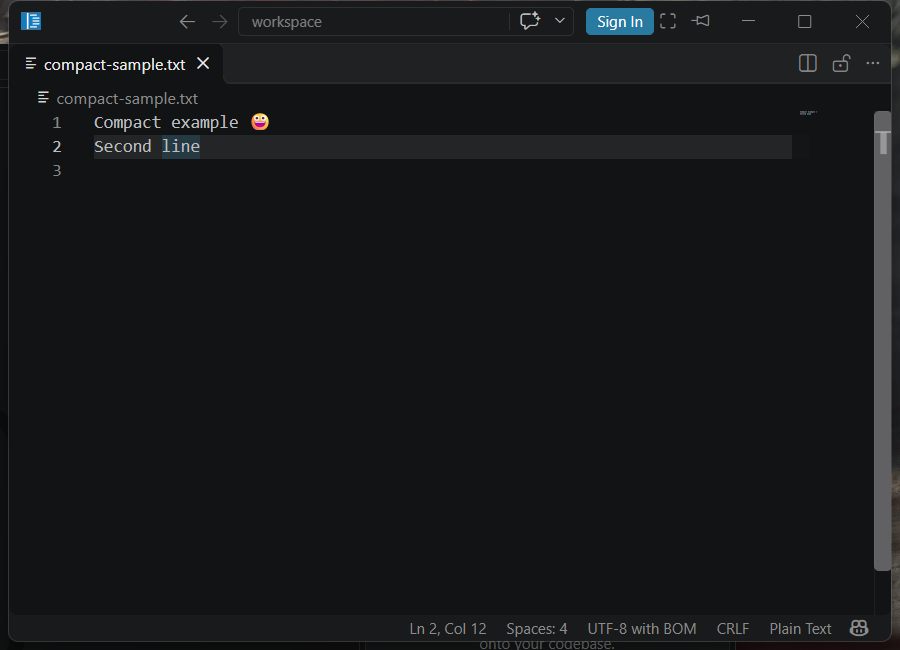 workspace
Sign In
compact-sample.txt
compact-sample.txt
1 Compact example 😀
2 Second line
3
Ln 2, Col 12 Spaces: 4 UTF-8 with BOM CRLF Plain Text
onto your codebase.